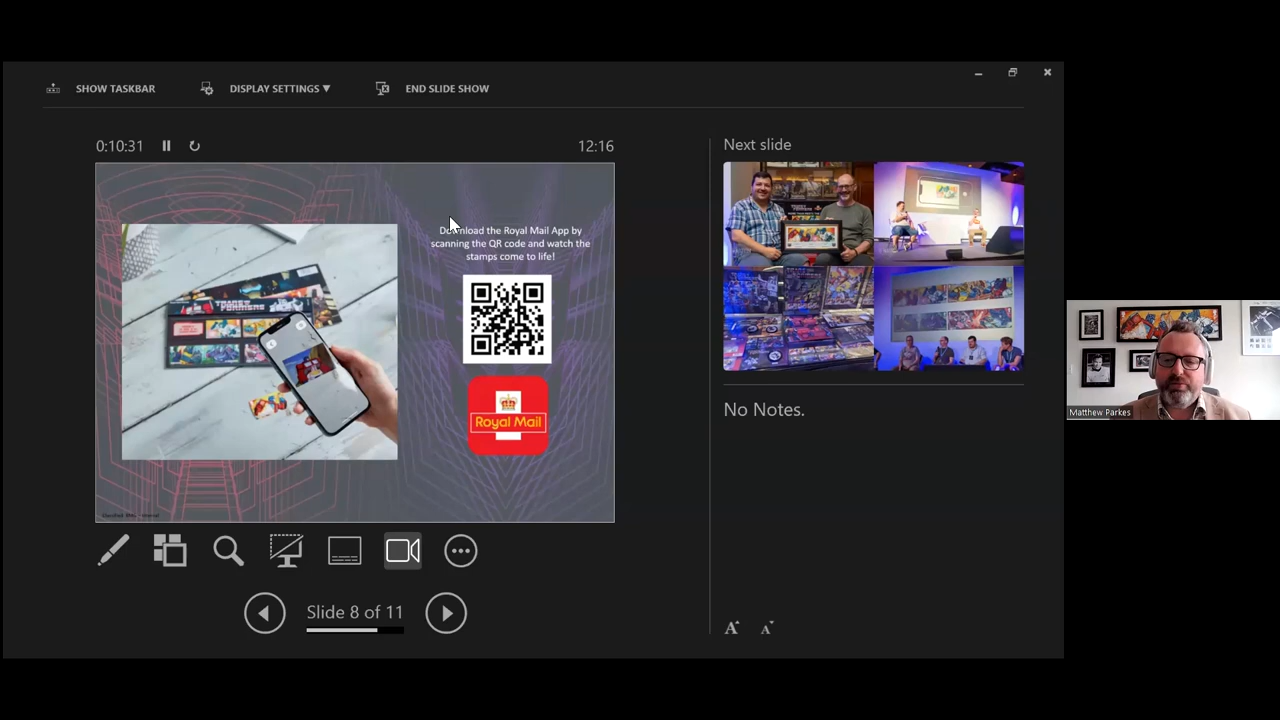 SHOW TASKBAR
DISPLAY SETTINGS ▼
END SLIDE SHOW
0:10:31
12:16
Next slide
Download the Royal Mail App by
scanning the QR code and watch the
stamps come to life!
TRANSFORMERS
Royal Mail
No Notes.
Matthew Parkes
Slide 8 of 11
A
A